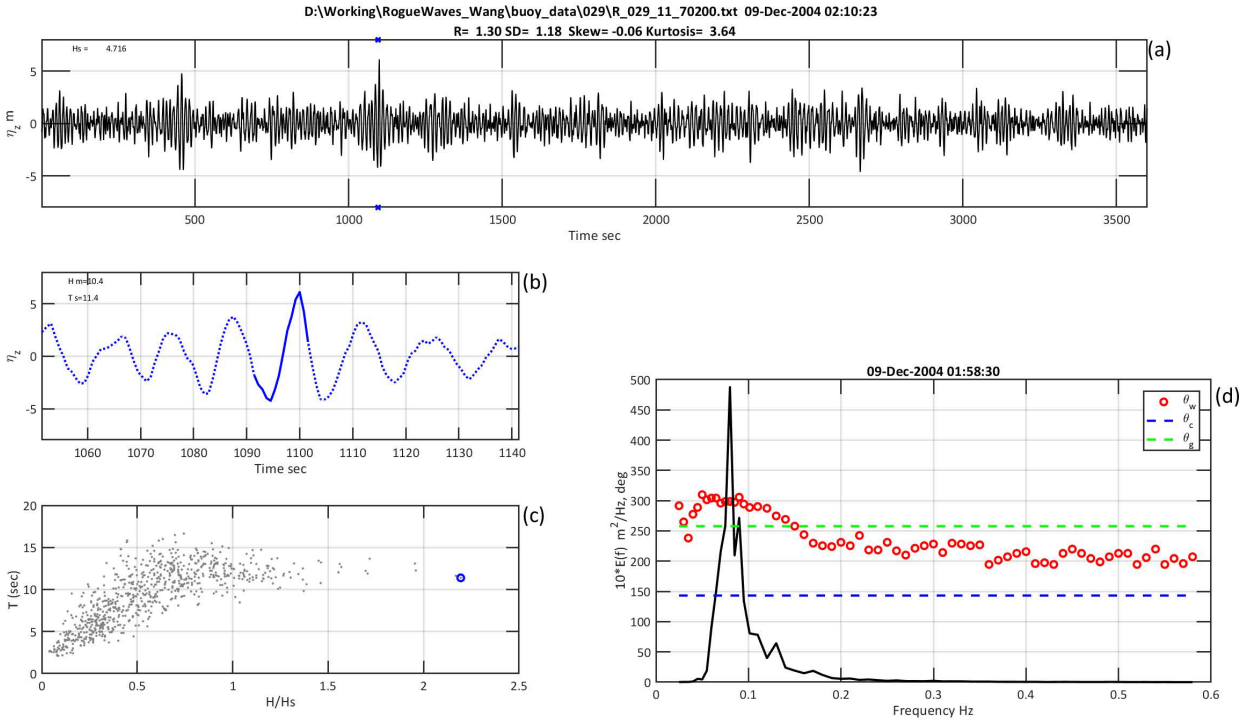 D:\Working\RogueWaves_Wang\buoy_data\029\R_029_11_70200.txt 09-Dec-2004 02:10:23
R= 1.30 SD= 1.18 Skew= -0.06 Kurtosis= 3.64
(a)
Hs = 4.716
5
0
-5
η_z m
500 1000 1500 2000 2500 3000 3500
Time sec
(b)
H m=10.4
T s=11.4
5
0
-5
η_z
1060 1070 1080 1090 1100 1110 1120 1130 1140
Time sec
(c)
20
15
10
5
0
T (sec)
0 0.5 1 1.5 2 2.5
H/Hs
09-Dec-2004 01:58:30
(d)
θ_w
θ_c
θ_g
500
450
400
350
300
250
200
150
100
50
0
10*E(f) m^2/Hz, deg
0 0.1 0.2 0.3 0.4 0.5 0.6
Frequency Hz